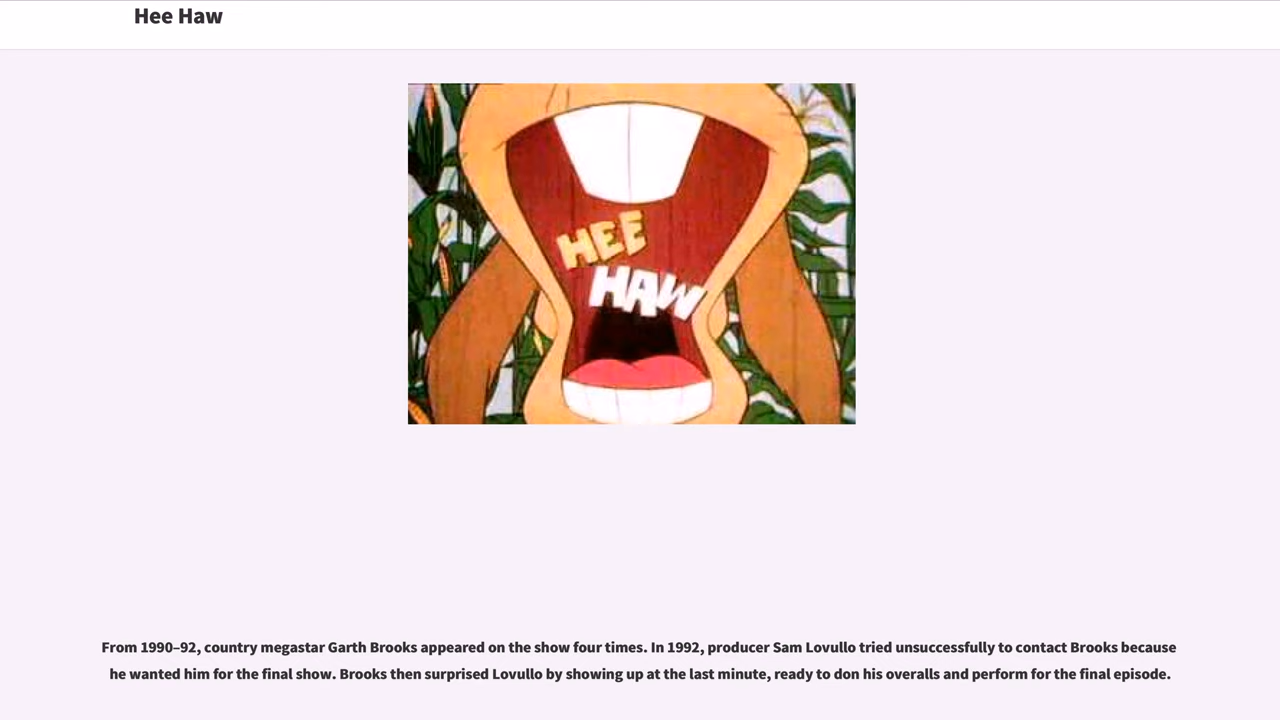 Hee Haw
HEE
HAW
From 1990–92, country megastar Garth Brooks appeared on the show four times. In 1992, producer Sam Lovullo tried unsuccessfully to contact Brooks because
he wanted him for the final show. Brooks then surprised Lovullo by showing up at the last minute, ready to don his overalls and perform for the final episode.